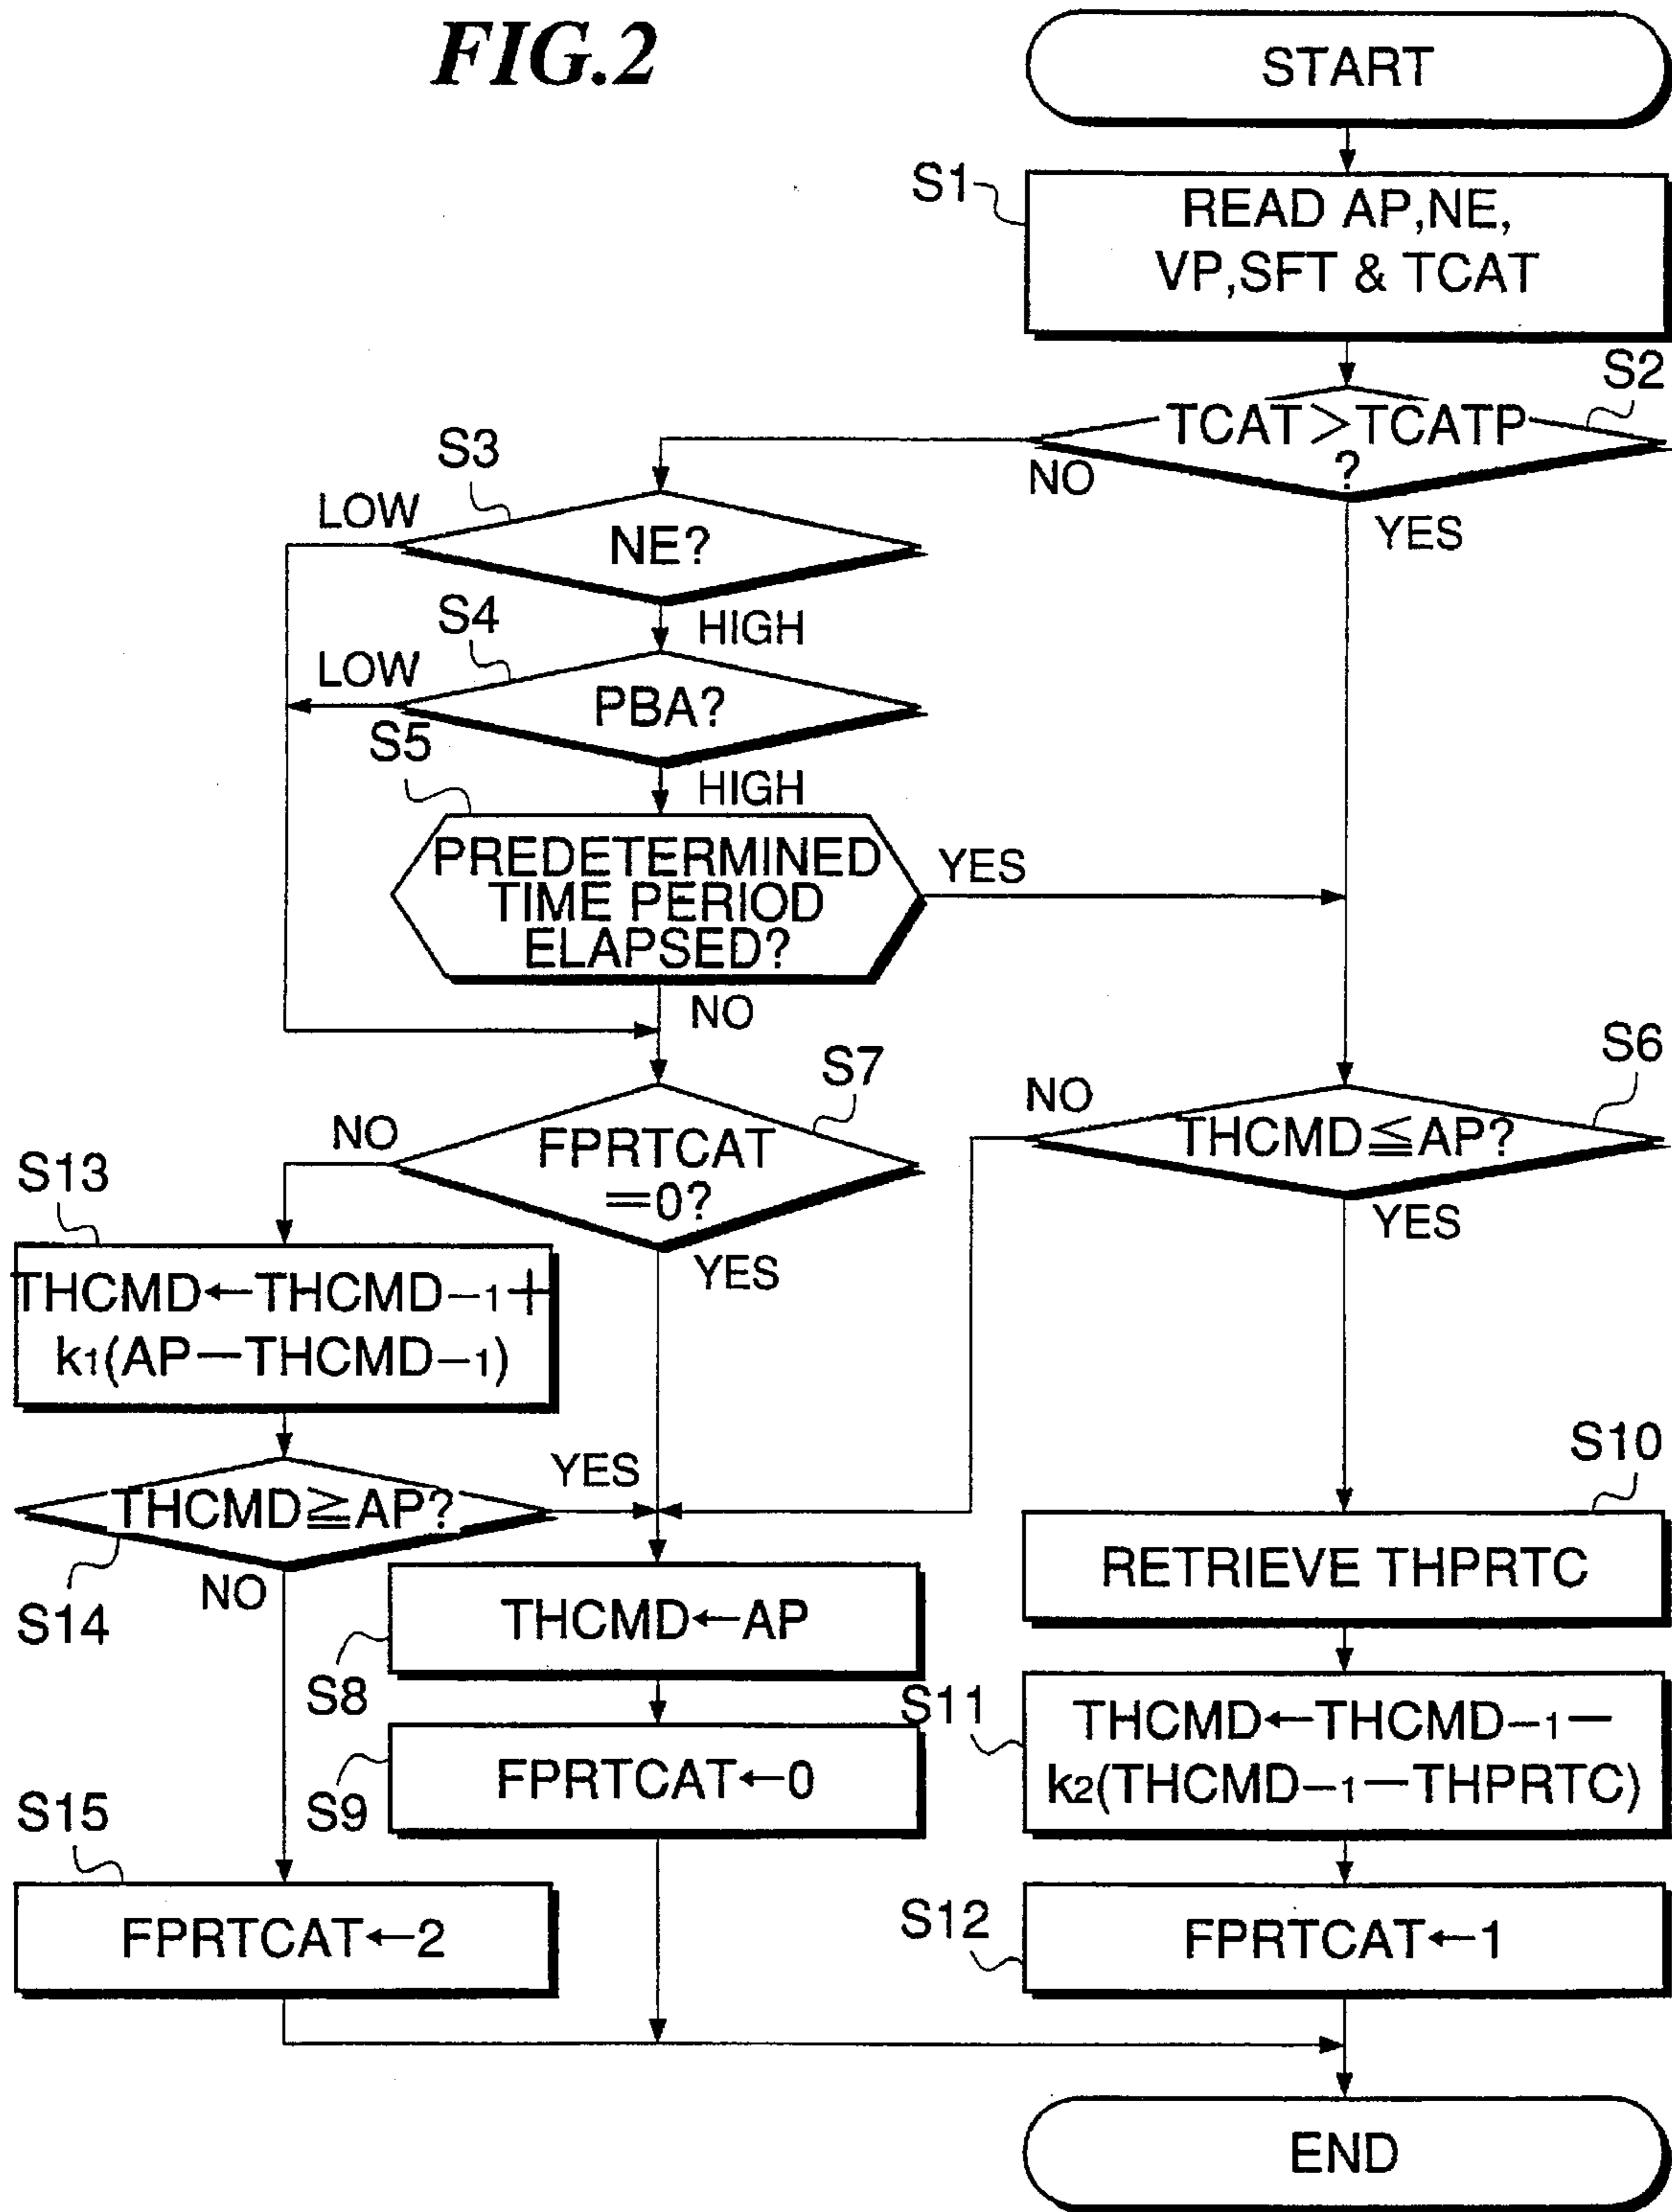 FIG.2
START
S1
READ AP,NE,
VP,SFT & TCAT
S2
TCAT>TCATP
?
NO
YES
S3
LOW
NE?
HIGH
S4
LOW
PBA?
HIGH
S5
PREDETERMINED
TIME PERIOD
ELAPSED?
YES
NO
S6
NO
THCMD≦AP?
YES
S7
NO
FPRTCAT
=0?
YES
S13
THCMD←THCMD-1+
k1(AP-THCMD-1)
YES
THCMD≧AP?
S14
NO
THCMD←AP
S8
FPRTCAT←0
S9
S10
RETRIEVE THPRTC
S11
THCMD←THCMD-1-
k2(THCMD-1-THPRTC)
S15
FPRTCAT←2
S12
FPRTCAT←1
END